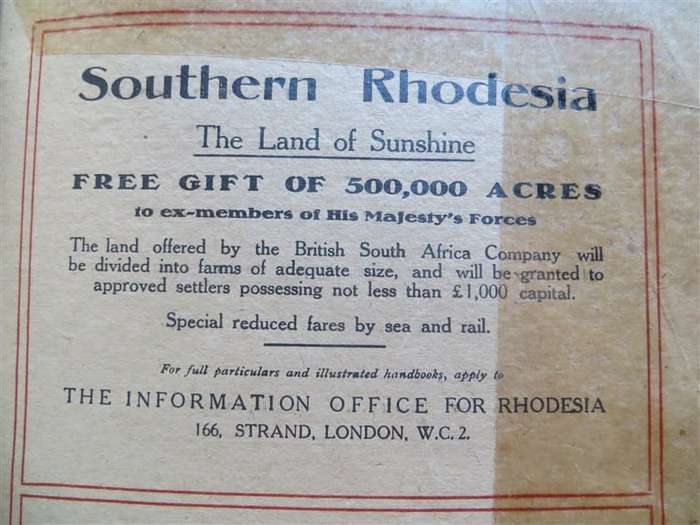 Southern Rhodesia
The Land of Sunshine
FREE GIFT OF 500,000 ACRES
to ex-members of His Majesty's Forces
The land offered by the British South Africa Company will
be divided into farms of adequate size, and will be granted to
approved settlers possessing not less than £1,000 capital.
Special reduced fares by sea and rail.
For full particulars and illustrated handbooks, apply to
THE INFORMATION OFFICE FOR RHODESIA
166, STRAND, LONDON, W.C. 2.